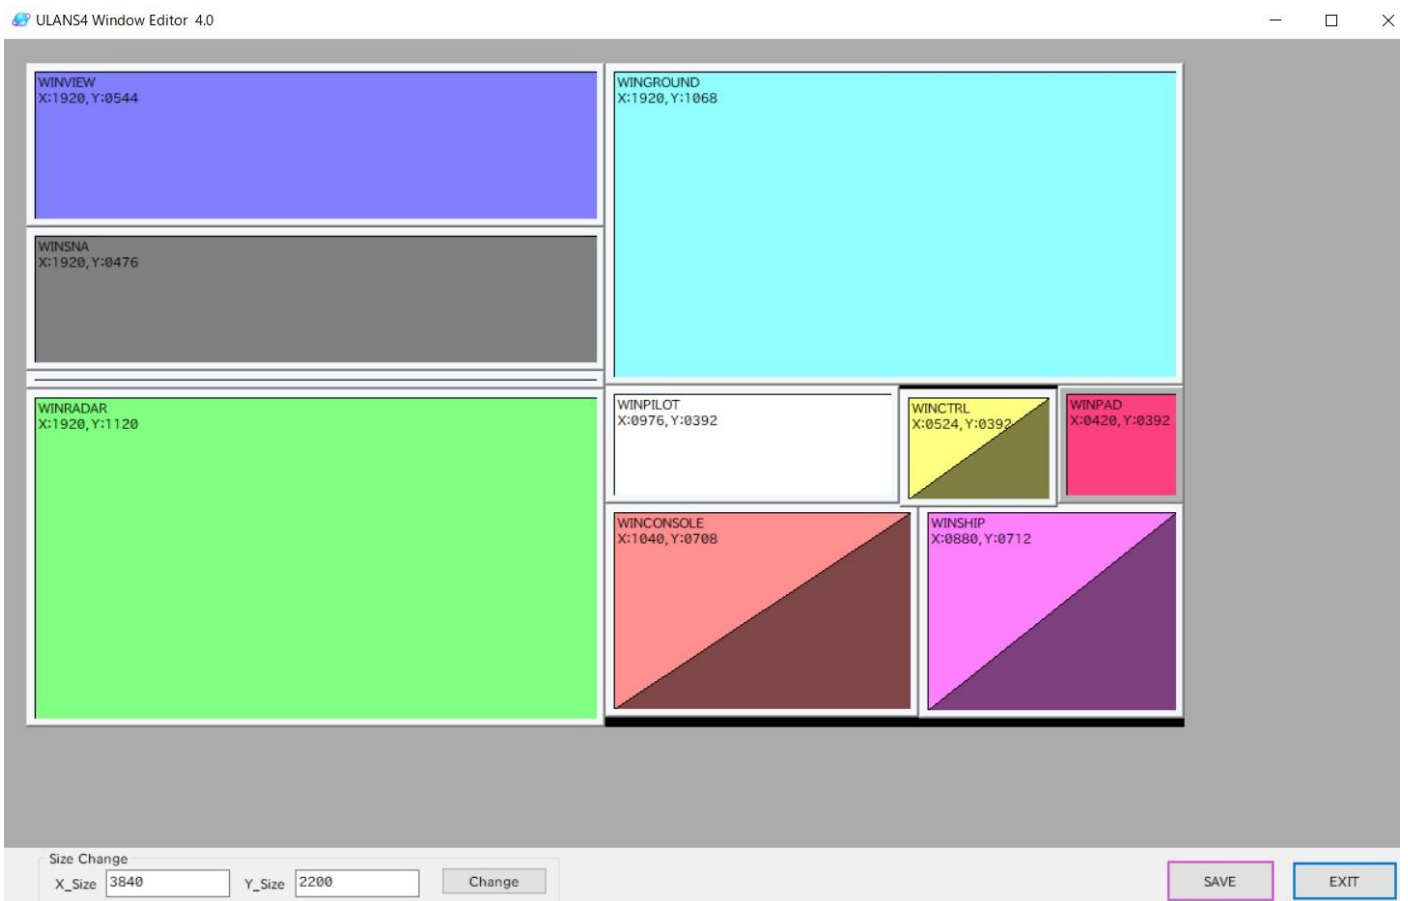 ULANS4 Window Editor 4.0
WINVIEW
X:1920,Y:0544
WINGROUND
X:1920,Y:1068
WINSNA
X:1920,Y:0476
WINRADAR
X:1920,Y:1120
WINPILOT
X:0976,Y:0392
WINCTRL
X:0524,Y:0392
WINPAD
X:0420,Y:0392
WINCONSOLE
X:1040,Y:0708
WINSHIP
X:0880,Y:0712
Size Change
X_Size 3840 Y_Size 2200 Change
SAVE EXIT